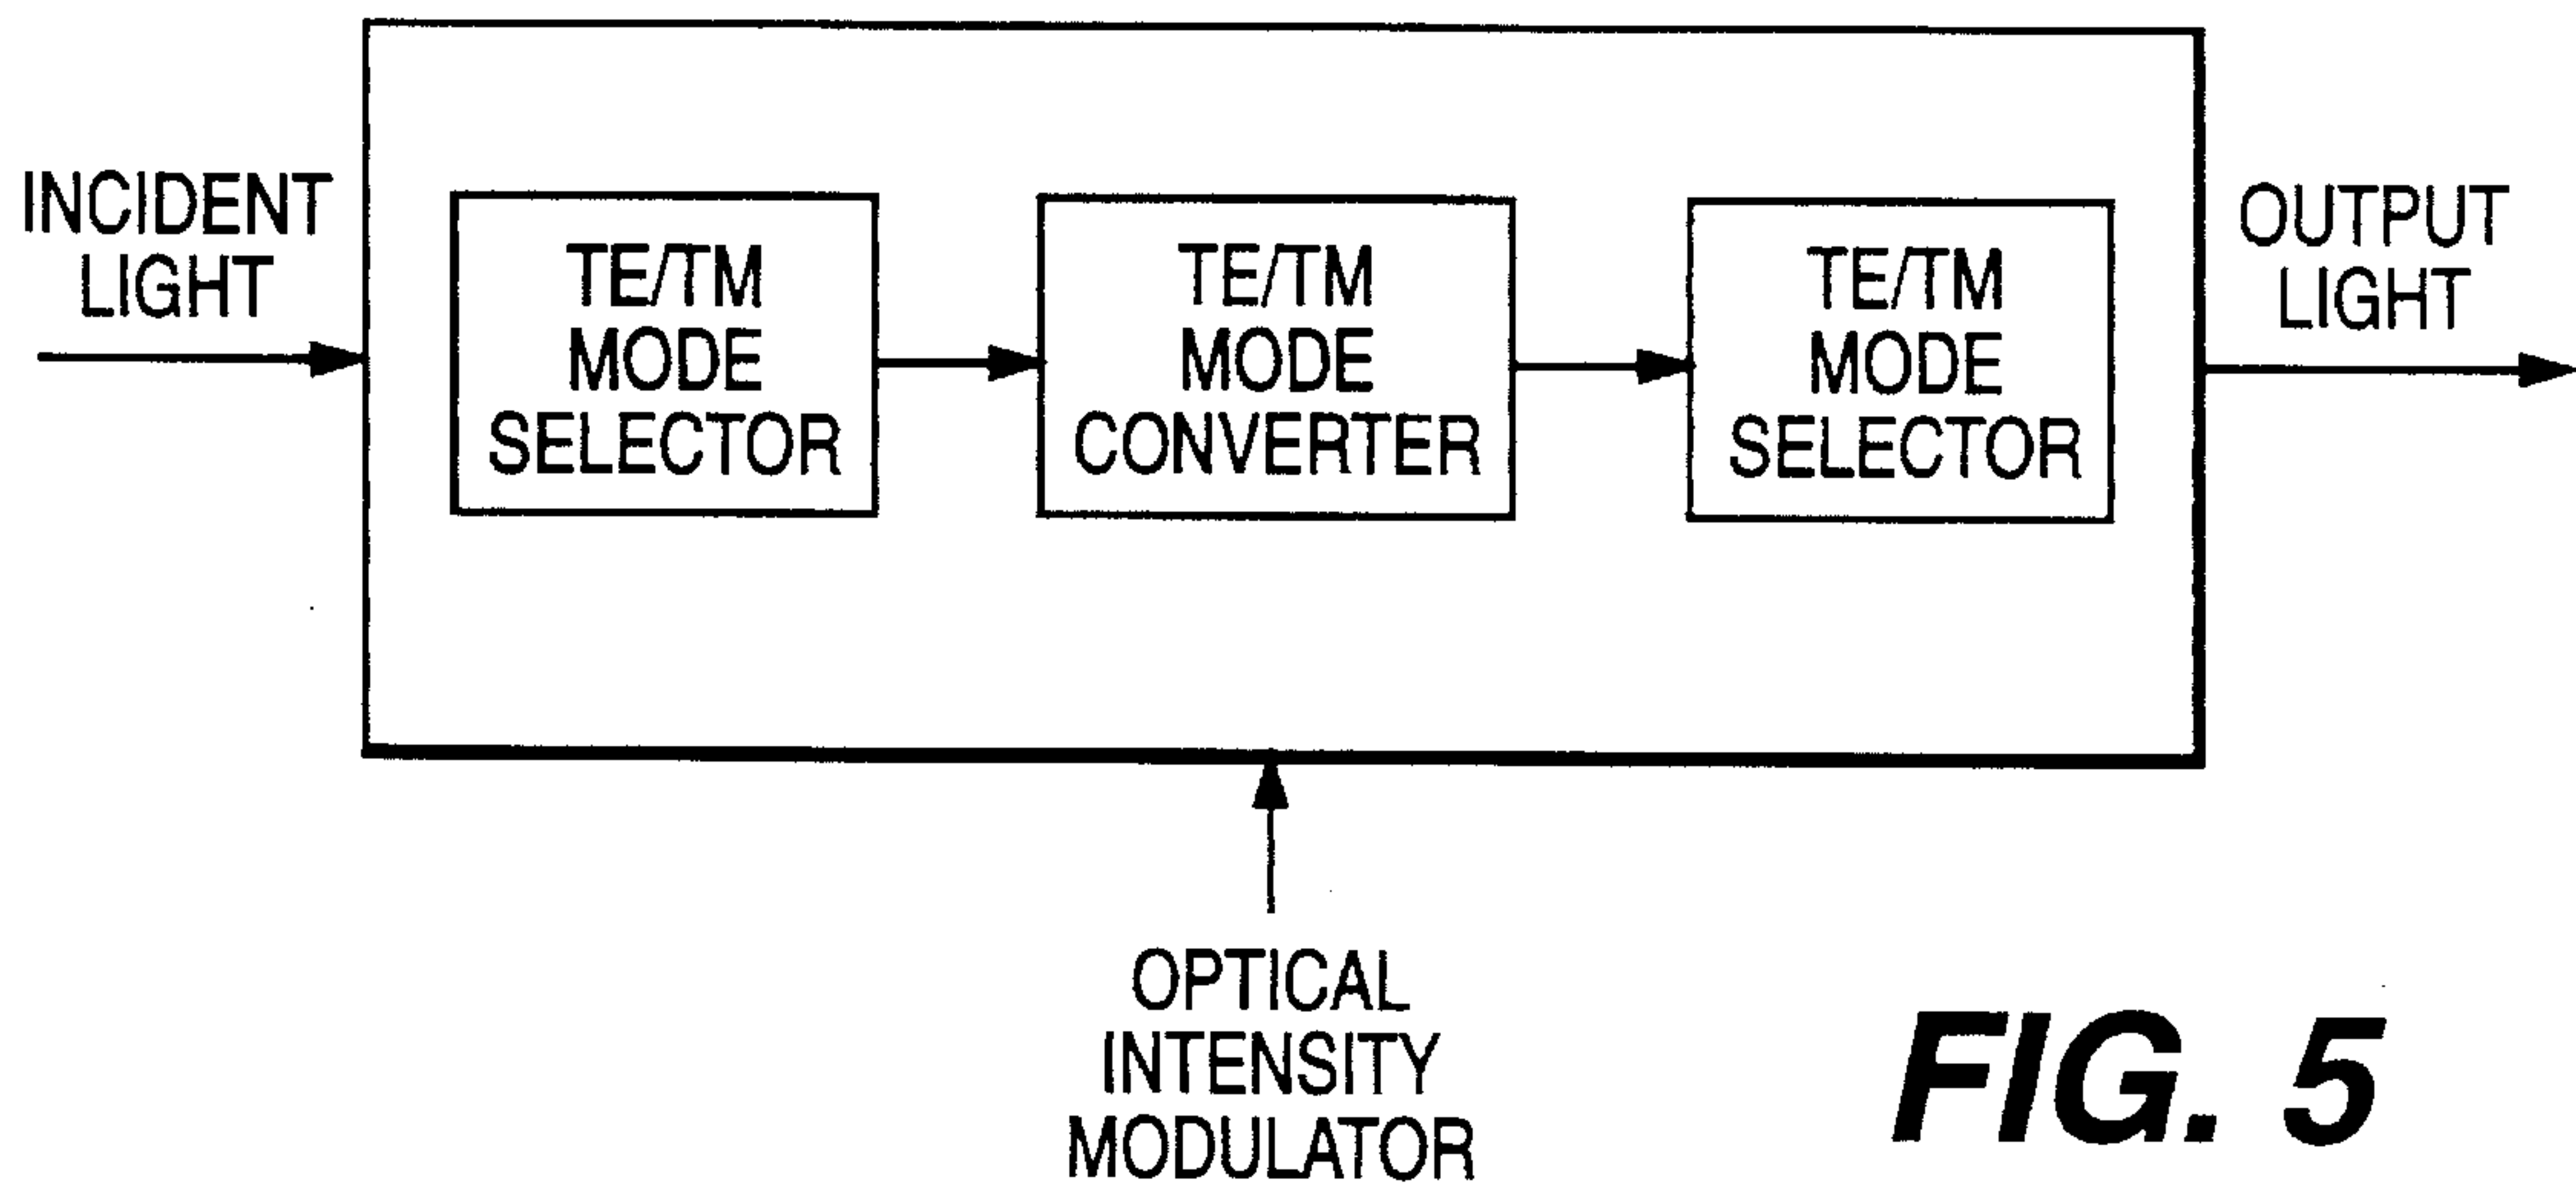 INCIDENT
LIGHT
TE/TM
MODE
SELECTOR
TE/TM
MODE
CONVERTER
TE/TM
MODE
SELECTOR
OUTPUT
LIGHT
OPTICAL
INTENSITY
MODULATOR
FIG. 5